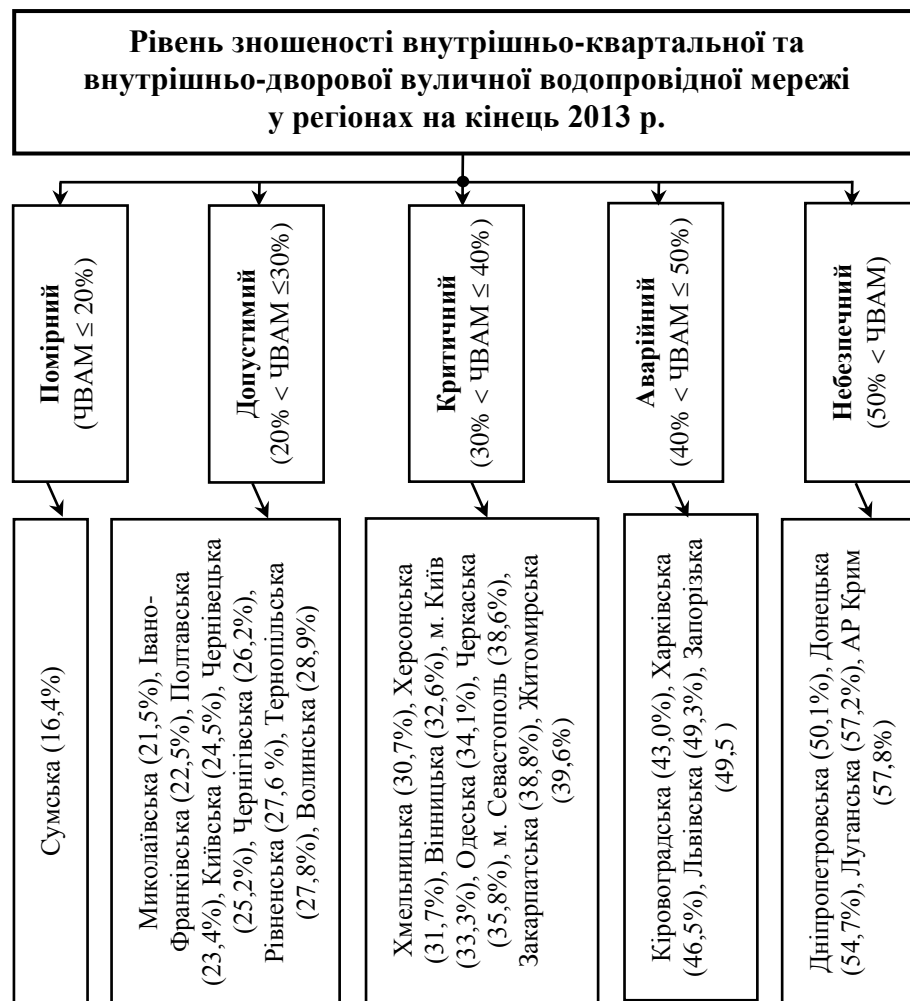 Рівень зношеності внутрішньо-квартальної та
внутрішньо-дворової вуличної водопровідної мережі
у регіонах на кінець 2013 р.
Помірний
(ЧВАМ ≤ 20%)
Допустимий
(20% < ЧВАМ ≤30%)
Критичний
(30% < ЧВАМ ≤ 40%)
Аварійний
(40% < ЧВАМ ≤ 50%)
Небезпечний
(50% < ЧВАМ)
Сумська (16,4%)
Миколаївська (21,5%), Івано-
Франківська (22,5%), Полтавська
(23,4%), Київська (24,5%), Чернівецька
(25,2%), Чернігівська (26,2%),
Рівненська (27,6 %), Тернопільська
(27,8%), Волинська (28,9%)
Хмельницька (30,7%), Херсонська
(31,7%), Вінницька (32,6%), м. Київ
(33,3%), Одеська (34,1%), Черкаська
(35,8%), м. Севастополь (38,6%),
Закарпатська (38,8%), Житомирська
(39,6%)
Кіровоградська (43,0%), Харківська
(46,5%), Львівська (49,3%), Запорізька
(49,5 )
Дніпропетровська (50,1%), Донецька
(54,7%), Луганська (57,2%), АР Крим
(57,8%)